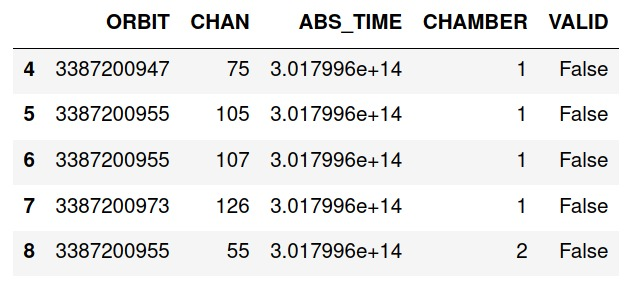 ORBIT CHAN ABS_TIME CHAMBER VALID
4 3387200947 75 3.017996e+14 1 False
5 3387200955 105 3.017996e+14 1 False
6 3387200955 107 3.017996e+14 1 False
7 3387200973 126 3.017996e+14 1 False
8 3387200955 55 3.017996e+14 2 False